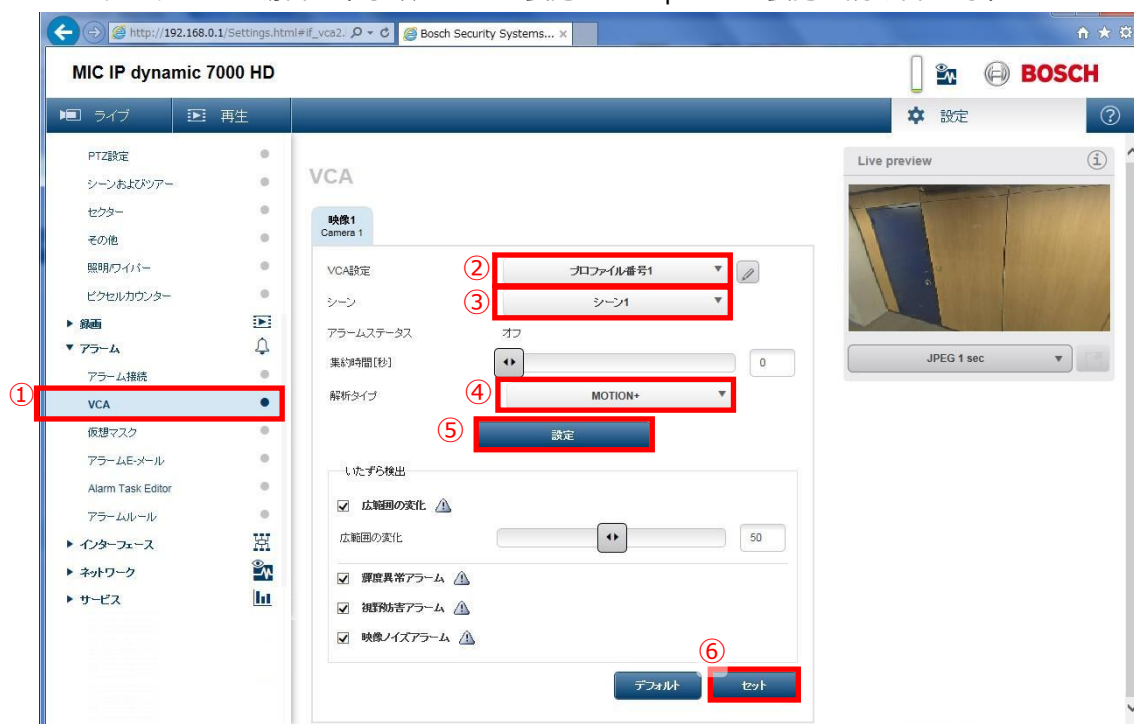 http://192.168.0.1/Settings.html#if_vca2.
Bosch Security Systems...
MIC IP dynamic 7000 HD
BOSCH
ライブ
再生
設定
PTZ設定
シーンおよびツアー
セクター
その他
照明/ワイパー
ピクセルカウンター
録画
アラーム
アラーム接続
① VCA
仮想マスク
アラームE-メール
Alarm Task Editor
アラームルール
インターフェース
ネットワーク
サービス
VCA
映像1
Camera 1
VCA設定 ② プロファイル番号1
シーン ③ シーン1
アラームステータス オフ
集約時間[秒] 0
解析タイプ ④ MOTION+
⑤ 設定
いたずら検出
広範囲の変化
広範囲の変化 50
輝度異常アラーム
視野妨害アラーム
映像ノイズアラーム
⑥
デフォルト セット
Live preview
JPEG 1 sec